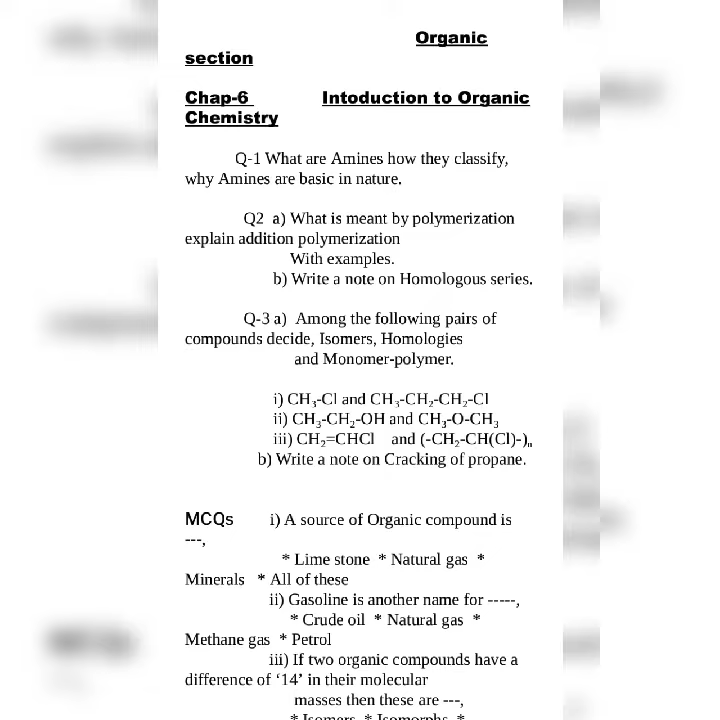 Organic
section
Chap-6 Intoduction to Organic
Chemistry
Q-1 What are Amines how they classify,
why Amines are basic in nature.
Q2 a) What is meant by polymerization
explain addition polymerization
With examples.
b) Write a note on Homologous series.
Q-3 a) Among the following pairs of
compounds decide, Isomers, Homologies
and Monomer-polymer.
i) CH₃-Cl and CH₃-CH₂-CH₂-Cl
ii) CH₃-CH₂-OH and CH₃-O-CH₃
iii) CH₂=CHCl and (-CH₂-CH(Cl)-)ₙ
b) Write a note on Cracking of propane.
MCQs i) A source of Organic compound is
---,
* Lime stone * Natural gas *
Minerals * All of these
ii) Gasoline is another name for -----,
* Crude oil * Natural gas *
Methane gas * Petrol
iii) If two organic compounds have a
difference of ‘14’ in their molecular
masses then these are ---,
* Isomers * Isomorphs *